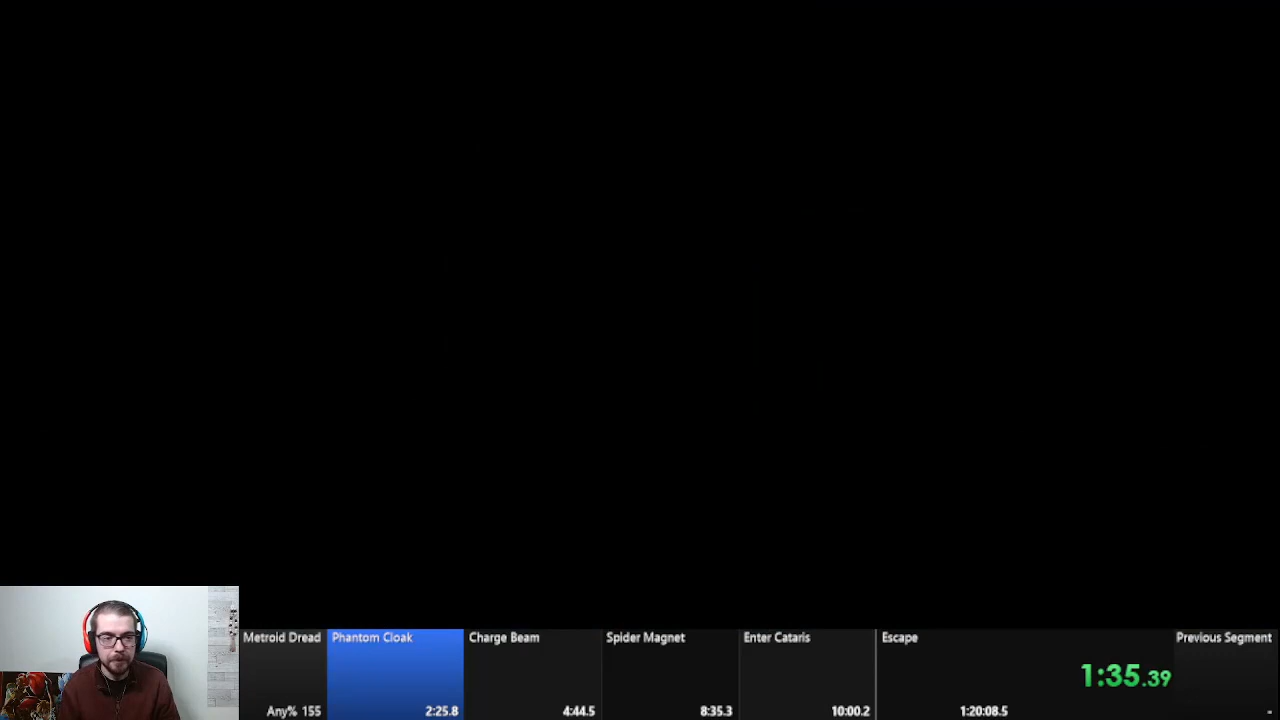 Metroid Dread
Any% 155
Phantom Cloak
2:25.8
Charge Beam
4:44.5
Spider Magnet
8:35.3
Enter Cataris
10:00.2
Escape
1:20:08.5
1:35.39
Previous Segment
-